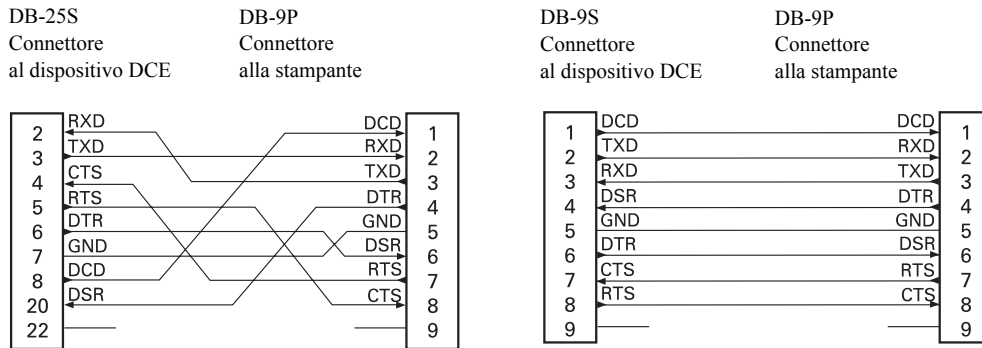 DB-25S DB-9P
Connettore Connettore
al dispositivo DCE alla stampante
2 RXD DCD 1
3 TXD RXD 2
4 CTS TXD 3
5 RTS DTR 4
6 DTR GND 5
7 GND DSR 6
8 DCD RTS 7
20 DSR CTS 8
22 9
DB-9S DB-9P
Connettore Connettore
al dispositivo DCE alla stampante
1 DCD DCD 1
2 TXD RXD 2
3 RXD TXD 3
4 DSR DTR 4
5 GND GND 5
6 DTR DSR 6
7 CTS RTS 7
8 RTS CTS 8
9 9